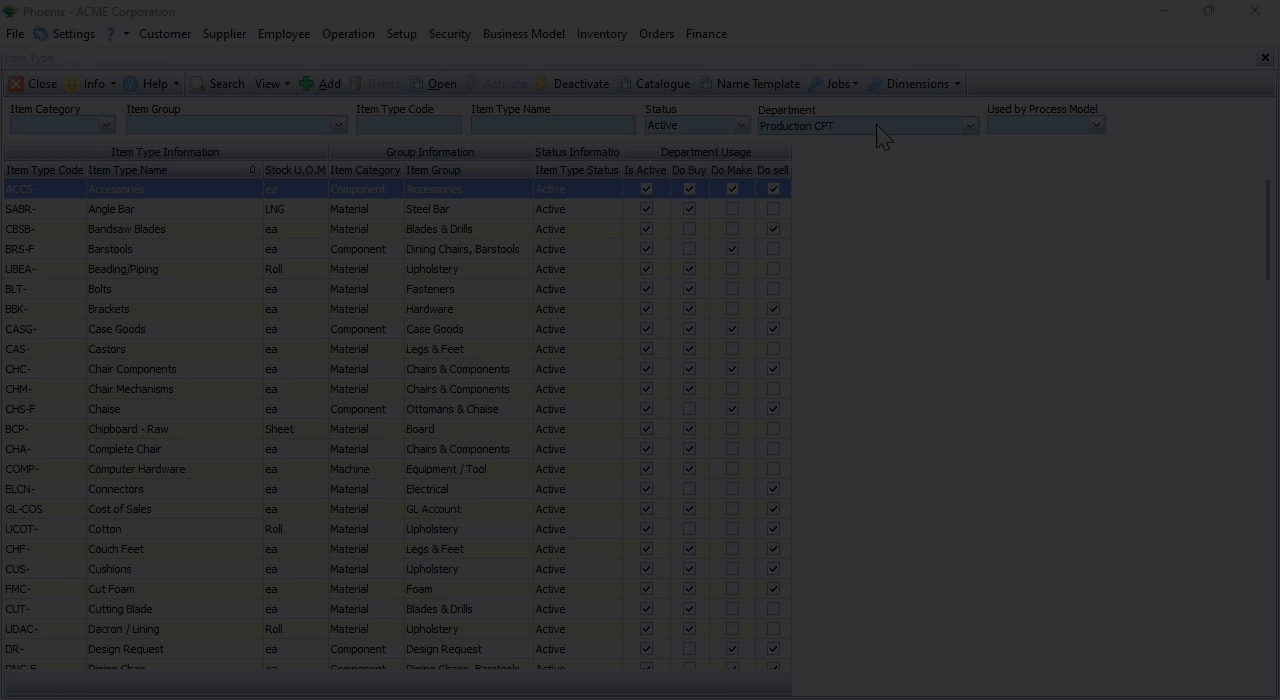 Phoenix - ACME Corporation
File Settings ? Customer Supplier Employee Operation Setup Security Business Model Inventory Orders Finance
Item Type
Close Info Help Search View Add Delete Open Activate Deactivate Catalogue Name Template Jobs Dimensions
Item Category Item Group Item Type Code Item Type Name Status Department Used by Process Model
Active Production CPT
Item Type Information Group Information Status Informatio Department Usage
Item Type Code Item Type Name Stock U.O.M Item Category Item Group Item Type Status Is Active Do Buy Do Make Do sell
ACCS- Accessories ea Component Accessories Active
SABR- Angle Bar LNG Material Steel Bar Active
CBSB- Bandsaw Blades ea Material Blades & Drills Active
BRS-F Barstools ea Component Dining Chairs, Barstools Active
UBEA- Beading/Piping Roll Material Upholstery Active
BLT- Bolts ea Material Fasteners Active
BBK- Brackets ea Material Hardware Active
CASG- Case Goods ea Component Case Goods Active
CAS- Castors ea Material Legs & Feet Active
CHC- Chair Components ea Material Chairs & Components Active
CHM- Chair Mechanisms ea Material Chairs & Components Active
CHS-F Chaise ea Component Ottomans & Chaise Active
BCP- Chipboard - Raw Sheet Material Board Active
CHA- Complete Chair ea Material Chairs & Components Active
COMP- Computer Hardware ea Machine Equipment / Tool Active
ELCN- Connectors ea Material Electrical Active
GL-COS Cost of Sales ea Material GL Account Active
UCOT- Cotton Roll Material Upholstery Active
CHF- Couch Feet ea Material Legs & Feet Active
CUS- Cushions ea Material Upholstery Active
FMC- Cut Foam ea Material Foam Active
CUT- Cutting Blade ea Material Blades & Drills Active
UDAC- Dacron / Lining Roll Material Upholstery Active
DR- Design Request ea Component Design Request Active
DNC-F Dining Chair ea Component Dining Chairs, Barstools Active